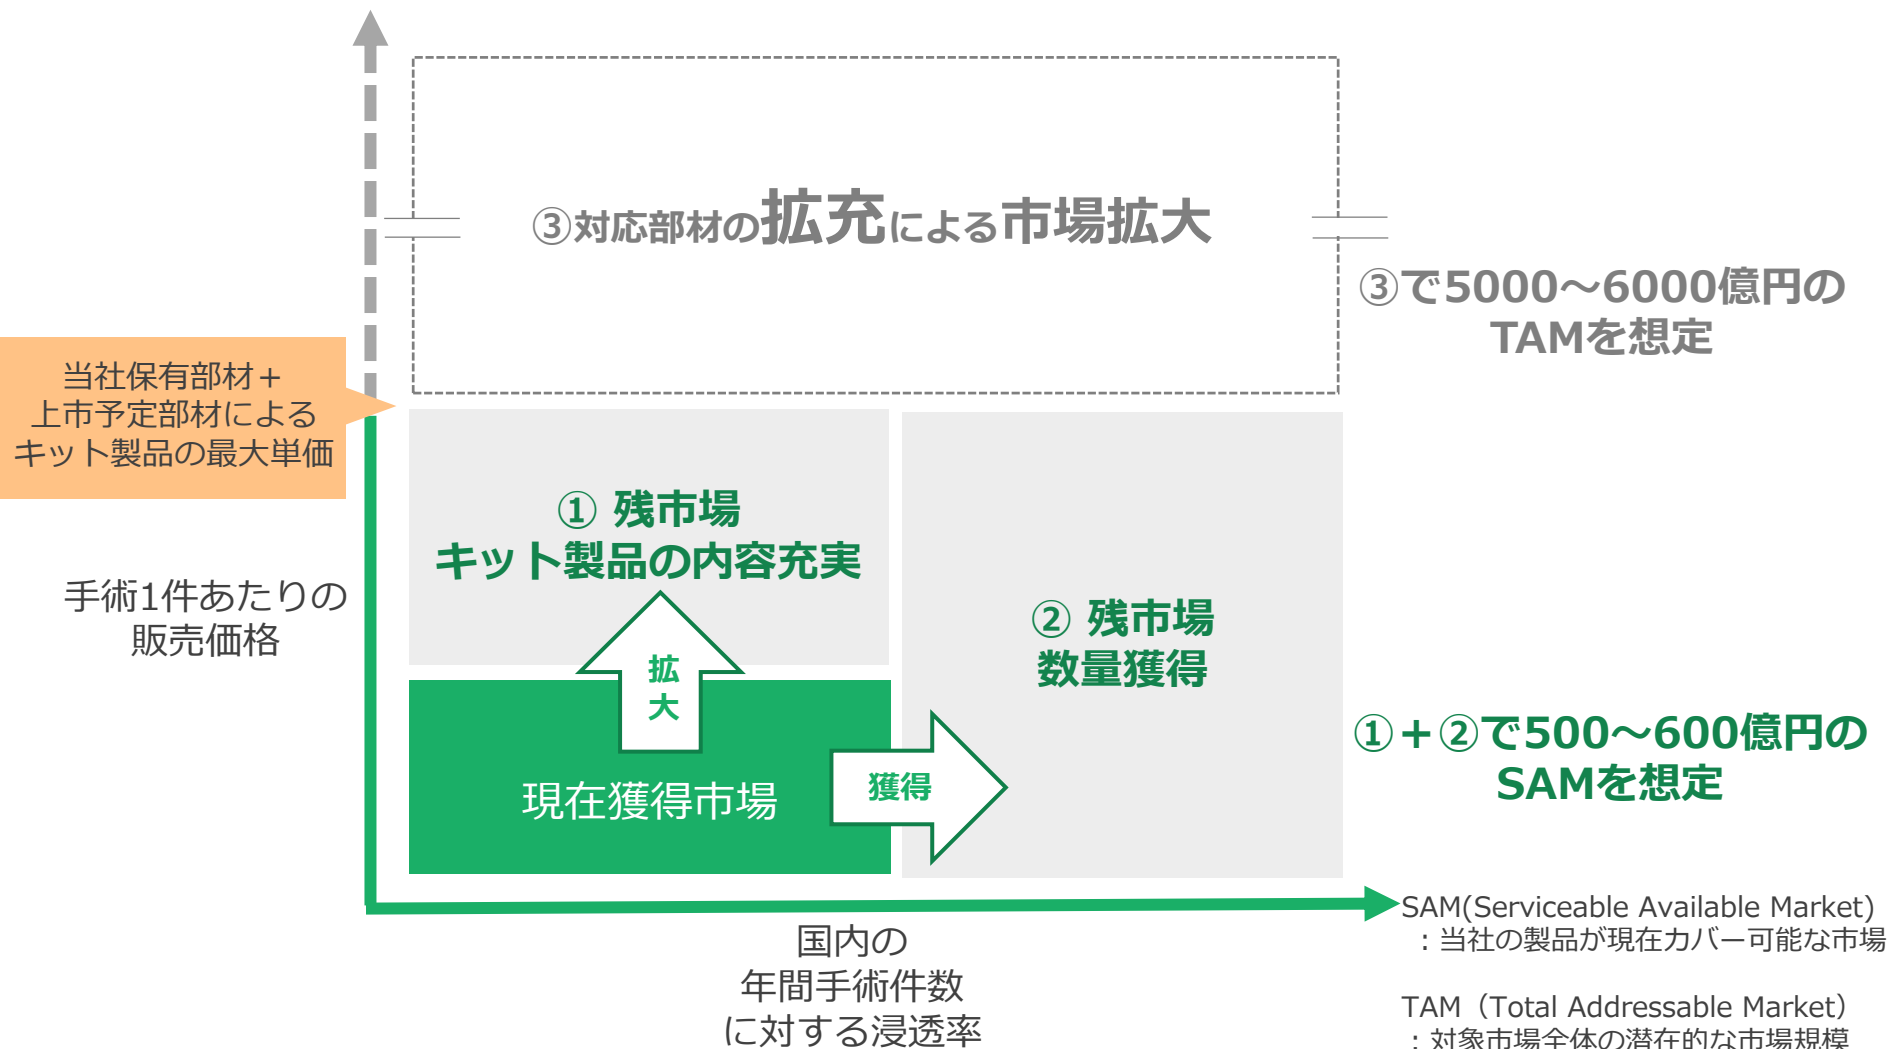 ③対応部材の拡充による市場拡大
③で5000～6000億円の
TAMを想定
当社保有部材＋
上市予定部材による
キット製品の最大単価
① 残市場
キット製品の内容充実
手術1件あたりの
販売価格
② 残市場
数量獲得
拡
大
現在獲得市場
獲得
①+②で500～600億円の
SAMを想定
SAM(Serviceable Available Market)
：当社の製品が現在カバー可能な市場
国内の
年間手術件数
に対する浸透率
TAM（Total Addressable Market）
：対象市場全体の潜在的な市場規模